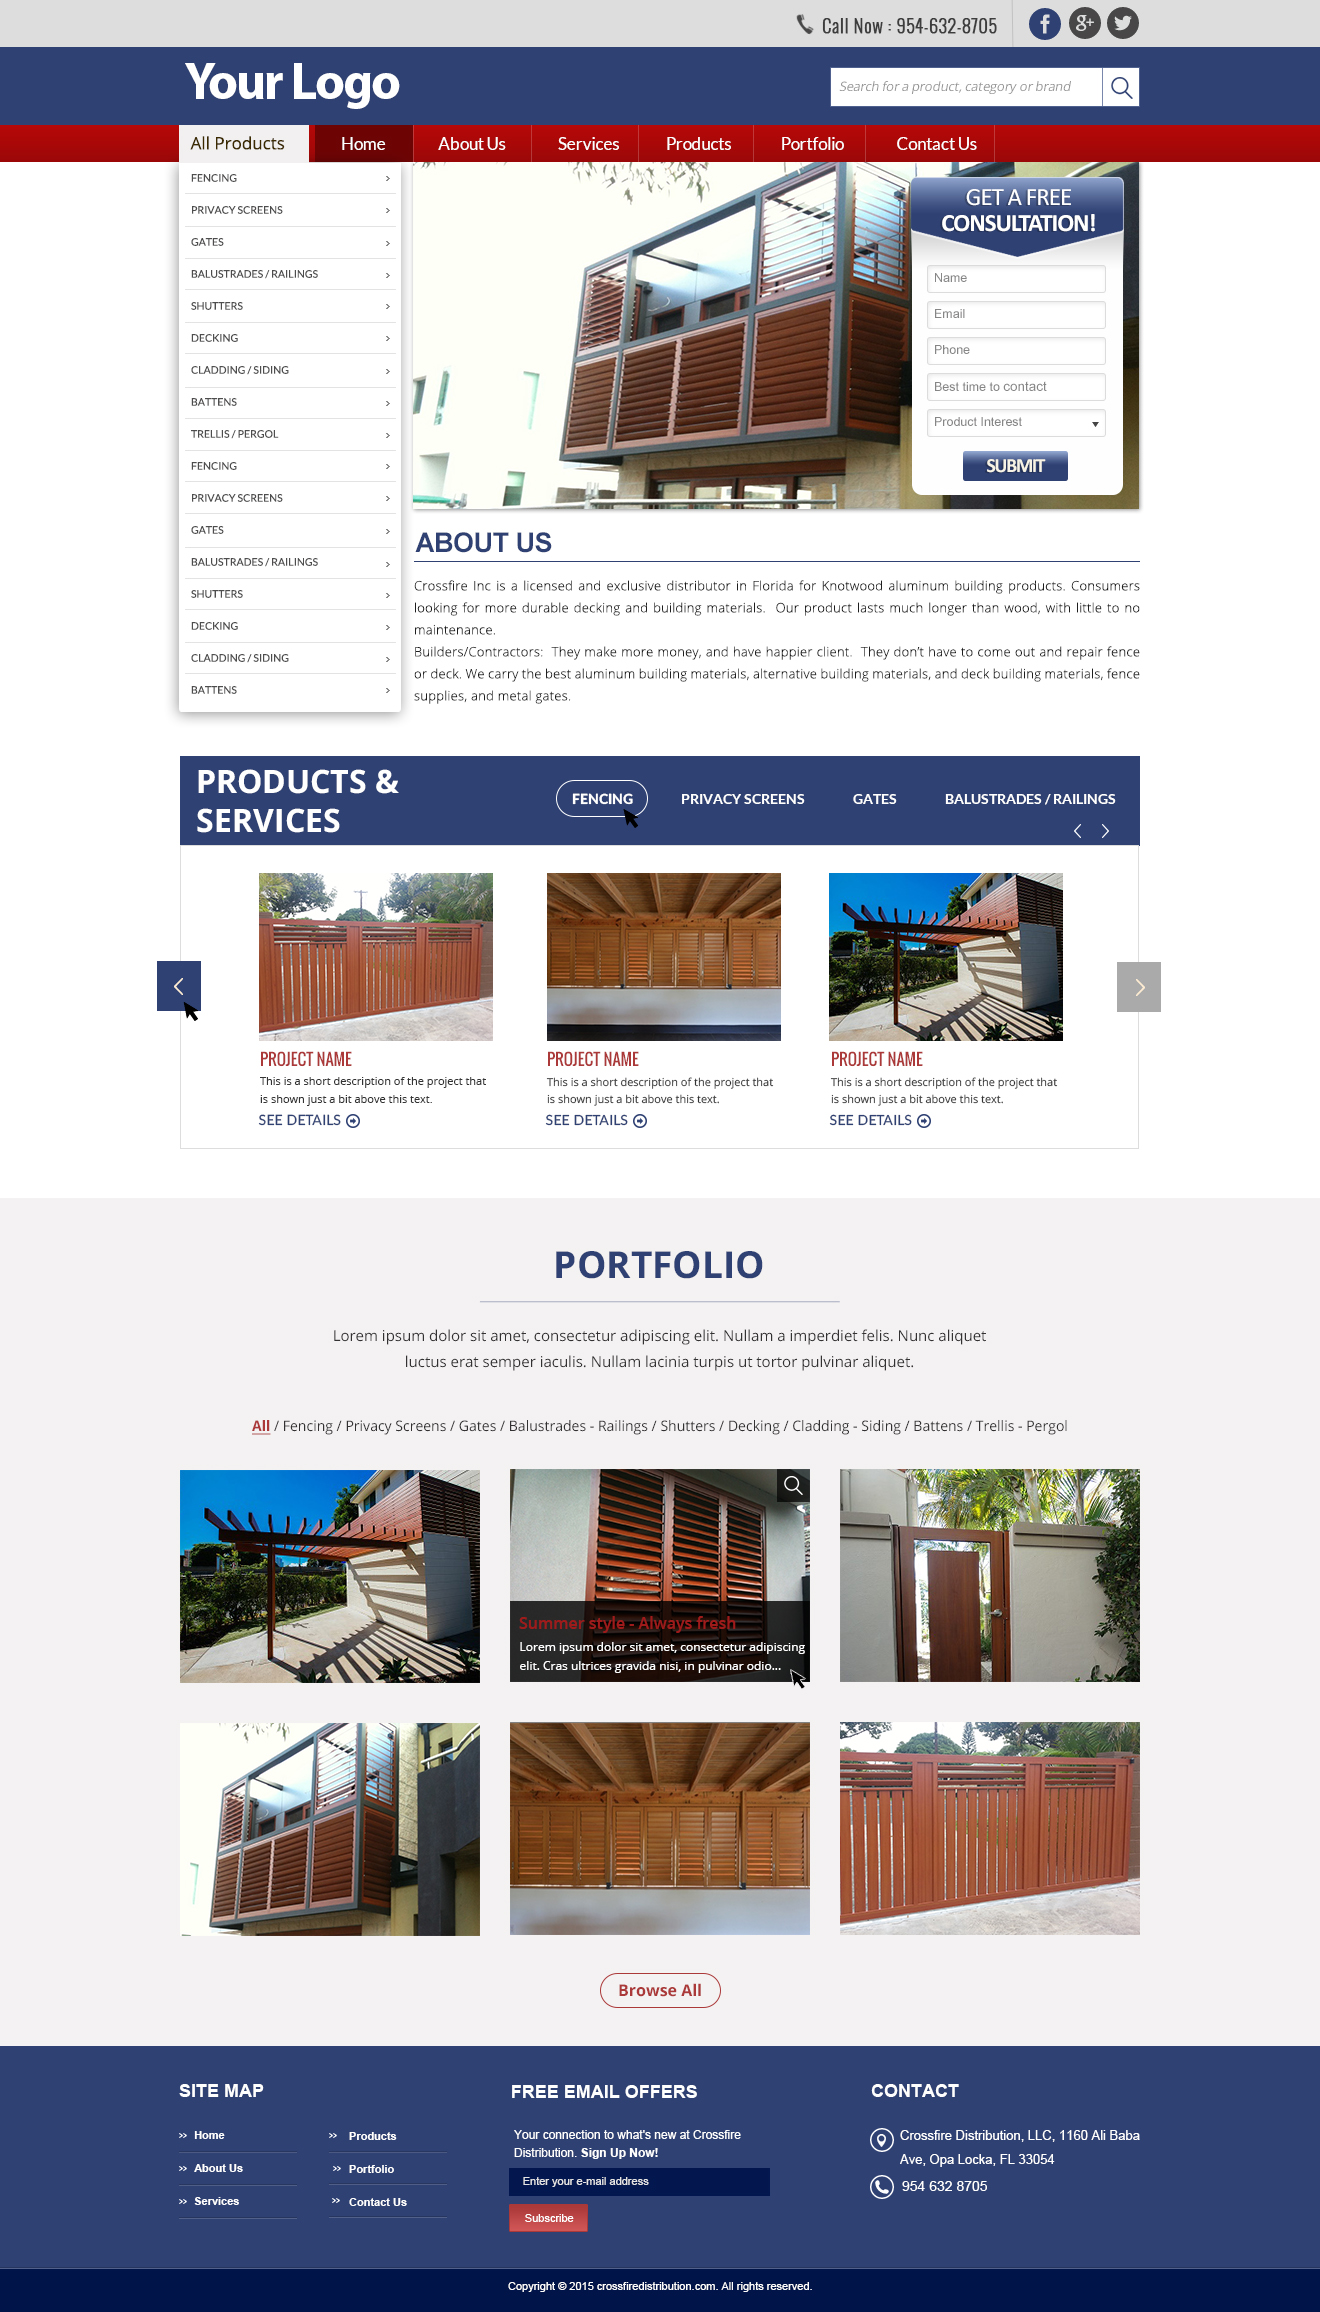 Call Now : 954-632-8705
Your Logo
Search for a product, category or brand
All Products
Home
About Us
Services
Products
Portfolio
Contact Us
FENCING
PRIVACY SCREENS
GATES
BALUSTRADES / RAILINGS
SHUTTERS
DECKING
CLADDING / SIDING
BATTENS
TRELLIS / PERGOL
FENCING
PRIVACY SCREENS
GATES
BALUSTRADES / RAILINGS
SHUTTERS
DECKING
CLADDING / SIDING
BATTENS
GET A FREE
CONSULTATION!
Name
Email
Phone
Best time to contact
Product Interest
SUBMIT
ABOUT US
Crossfire Inc is a licensed and exclusive distributor in Florida for Knotwood aluminum building products. Consumers
looking for more durable decking and building materials. Our product lasts much longer than wood, with little to no
maintenance.
Builders/Contractors: They make more money, and have happier client. They don't have to come out and repair fence
or deck. We carry the best aluminum building materials, alternative building materials, and deck building materials, fence
supplies, and metal gates.
PRODUCTS &
SERVICES
FENCING
PRIVACY SCREENS
GATES
BALUSTRADES / RAILINGS
PROJECT NAME
This is a short description of the project that
is shown just a bit above this text.
SEE DETAILS
PROJECT NAME
This is a short description of the project that
is shown just a bit above this text.
SEE DETAILS
PROJECT NAME
This is a short description of the project that
is shown just a bit above this text.
SEE DETAILS
PORTFOLIO
Lorem ipsum dolor sit amet, consectetur adipiscing elit. Nullam a imperdiet felis. Nunc aliquet
luctus erat semper iaculis. Nullam lacinia turpis ut tortor pulvinar aliquet.
All / Fencing / Privacy Screens / Gates / Balustrades - Railings / Shutters / Decking / Cladding - Siding / Battens / Trellis - Pergol
Summer style - Always fresh
Lorem ipsum dolor sit amet, consectetur adipiscing
elit. Cras ultrices gravida nisi, in pulvinar odio...
Browse All
SITE MAP
Home
About Us
Services
Products
Portfolio
Contact Us
FREE EMAIL OFFERS
Your connection to what's new at Crossfire
Distribution. Sign Up Now!
Enter your e-mail address
Subscribe
CONTACT
Crossfire Distribution, LLC, 1160 Ali Baba
Ave, Opa Locka, FL 33054
954 632 8705
Copyright © 2015 crossfiredistribution.com. All rights reserved.